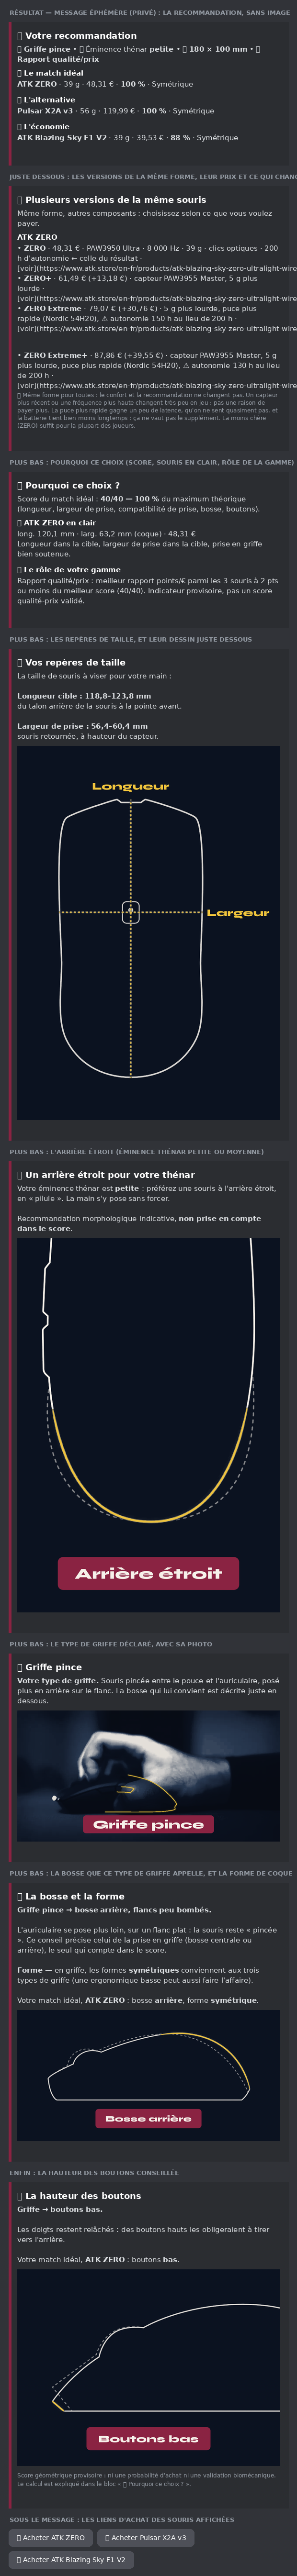 RÉSULTAT — MESSAGE ÉPHÉMÈRE (PRIVÉ) : LA RECOMMANDATION, SANS IMAGE
Votre recommandation
Griffe pince • Éminence thénar petite • 180 × 100 mm •
Rapport qualité/prix
Le match idéal
ATK ZERO · 39 g · 48,31 € · 100 % · Symétrique
L'alternative
Pulsar X2A v3 · 56 g · 119,99 € · 100 % · Symétrique
L'économie
ATK Blazing Sky F1 V2 · 39 g · 39,53 € · 88 % · Symétrique
JUSTE DESSOUS : LES VERSIONS DE LA MÊME FORME, LEUR PRIX ET CE QUI CHANG
Plusieurs versions de la même souris
Même forme, autres composants : choisissez selon ce que vous voulez
payer.
ATK ZERO
• ZERO · 48,31 € · PAW3950 Ultra · 8 000 Hz · 39 g · clics optiques · 200
h d'autonomie ← celle du résultat ·
[voir](https://www.atk.store/en-fr/products/atk-blazing-sky-zero-ultralight-wire
• ZERO+ · 61,49 € (+13,18 €) · capteur PAW3955 Master, 5 g plus
lourde ·
[voir](https://www.atk.store/en-fr/products/atk-blazing-sky-zero-ultralight-wire
• ZERO Extreme · 79,07 € (+30,76 €) · 5 g plus lourde, puce plus
rapide (Nordic 54H20), ⚠ autonomie 150 h au lieu de 200 h ·
[voir](https://www.atk.store/en-fr/products/atk-blazing-sky-zero-ultralight-wire
• ZERO Extreme+ · 87,86 € (+39,55 €) · capteur PAW3955 Master, 5 g
plus lourde, puce plus rapide (Nordic 54H20), ⚠ autonomie 130 h au lieu
de 200 h ·
[voir](https://www.atk.store/en-fr/products/atk-blazing-sky-zero-ultralight-wire
Même forme pour toutes : le confort et la recommandation ne changent pas. Un capteur
plus récent ou une fréquence plus haute changent très peu en jeu : pas une raison de
payer plus. La puce plus rapide gagne un peu de latence, qu'on ne sent quasiment pas, et
la batterie tient bien moins longtemps : ça ne vaut pas le supplément. La moins chère
(ZERO) suffit pour la plupart des joueurs.
PLUS BAS : POURQUOI CE CHOIX (SCORE, SOURIS EN CLAIR, RÔLE DE LA GAMME)
Pourquoi ce choix ?
Score du match idéal : 40/40 — 100 % du maximum théorique
(longueur, largeur de prise, compatibilité de prise, bosse, boutons).
ATK ZERO en clair
long. 120,1 mm · larg. 63,2 mm (coque) · 48,31 €
Longueur dans la cible, largeur de prise dans la cible, prise en griffe
bien soutenue.
Le rôle de votre gamme
Rapport qualité/prix : meilleur rapport points/€ parmi les 3 souris à 2 pts
ou moins du meilleur score (40/40). Indicateur provisoire, pas un score
qualité-prix validé.
PLUS BAS : LES REPÈRES DE TAILLE, ET LEUR DESSIN JUSTE DESSOUS
Vos repères de taille
La taille de souris à viser pour votre main :
Longueur cible : 118,8–123,8 mm
du talon arrière de la souris à la pointe avant.
Largeur de prise : 56,4–60,4 mm
souris retournée, à hauteur du capteur.
Longueur
Largeur
PLUS BAS : L'ARRIÈRE ÉTROIT (ÉMINENCE THÉNAR PETITE OU MOYENNE)
Un arrière étroit pour votre thénar
Votre éminence thénar est petite : préférez une souris à l'arrière étroit,
en « pilule ». La main s'y pose sans forcer.
Recommandation morphologique indicative, non prise en compte
dans le score.
Arrière étroit
PLUS BAS : LE TYPE DE GRIFFE DÉCLARÉ, AVEC SA PHOTO
Griffe pince
Votre type de griffe. Souris pincée entre le pouce et l'auriculaire, posé
plus en arrière sur le flanc. La bosse qui lui convient est décrite juste en
dessous.
Griffe pince
PLUS BAS : LA BOSSE QUE CE TYPE DE GRIFFE APPELLE, ET LA FORME DE COQUE
La bosse et la forme
Griffe pince → bosse arrière, flancs peu bombés.
L'auriculaire se pose plus loin, sur un flanc plat : la souris reste « pincée
». Ce conseil précise celui de la prise en griffe (bosse centrale ou
arrière), le seul qui compte dans le score.
Forme — en griffe, les formes symétriques conviennent aux trois
types de griffe (une ergonomique basse peut aussi faire l'affaire).
Votre match idéal, ATK ZERO : bosse arrière, forme symétrique.
Bosse arrière
ENFIN : LA HAUTEUR DES BOUTONS CONSEILLÉE
La hauteur des boutons
Griffe → boutons bas.
Les doigts restent relâchés : des boutons hauts les obligeraient à tirer
vers l'arrière.
Votre match idéal, ATK ZERO : boutons bas.
Boutons bas
Score géométrique provisoire : ni une probabilité d'achat ni une validation biomécanique.
Le calcul est expliqué dans le bloc « Pourquoi ce choix ? ».
SOUS LE MESSAGE : LES LIENS D'ACHAT DES SOURIS AFFICHÉES
Acheter ATK ZERO
Acheter Pulsar X2A v3
Acheter ATK Blazing Sky F1 V2